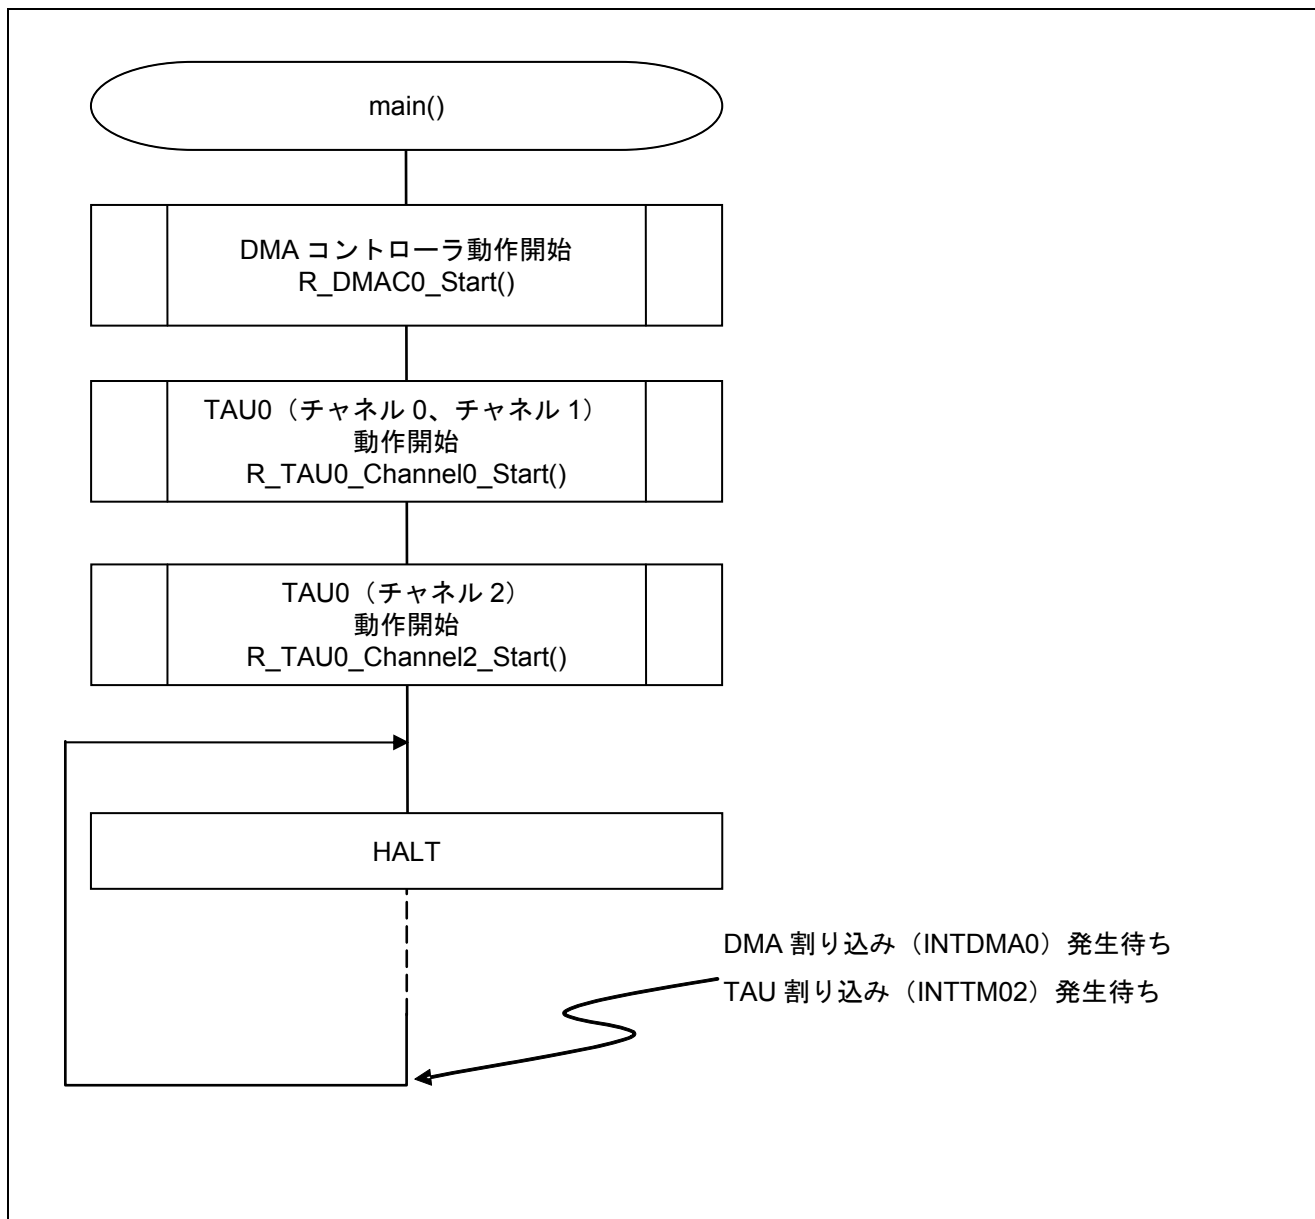 main()
DMA コントローラ動作開始
R_DMAC0_Start()
TAU0（チャネル 0、チャネル 1）
動作開始
R_TAU0_Channel0_Start()
TAU0（チャネル 2）
動作開始
R_TAU0_Channel2_Start()
HALT
DMA 割り込み（INTDMA0）発生待ち
TAU 割り込み（INTTM02）発生待ち